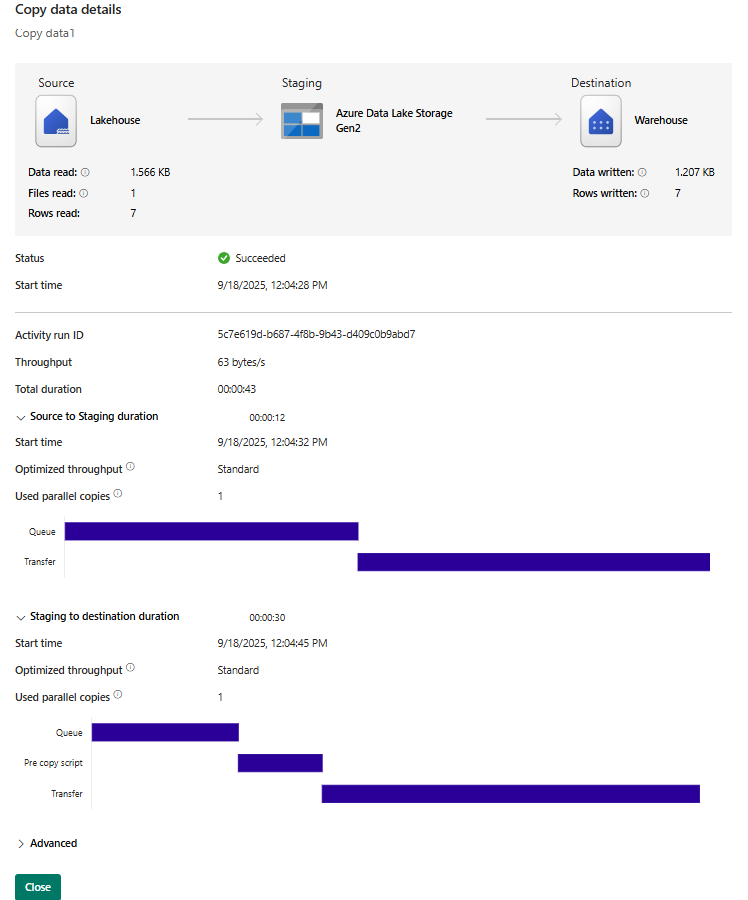 Copy data details
Copy data1
Source
Staging
Destination
Lakehouse
Azure Data Lake Storage
Gen2
Warehouse
Data read: 1.566 KB
Files read: 1
Rows read: 7
Data written: 1.207 KB
Rows written: 7
Status Succeeded
Start time 9/18/2025, 12:04:28 PM
Activity run ID 5c7e619d-b687-4f8b-9b43-d409c0b9abd7
Throughput 63 bytes/s
Total duration 00:00:43
Source to Staging duration 00:00:12
Start time 9/18/2025, 12:04:32 PM
Optimized throughput Standard
Used parallel copies 1
Queue
Transfer
Staging to destination duration 00:00:30
Start time 9/18/2025, 12:04:45 PM
Optimized throughput Standard
Used parallel copies 1
Queue
Pre copy script
Transfer
Advanced
Close